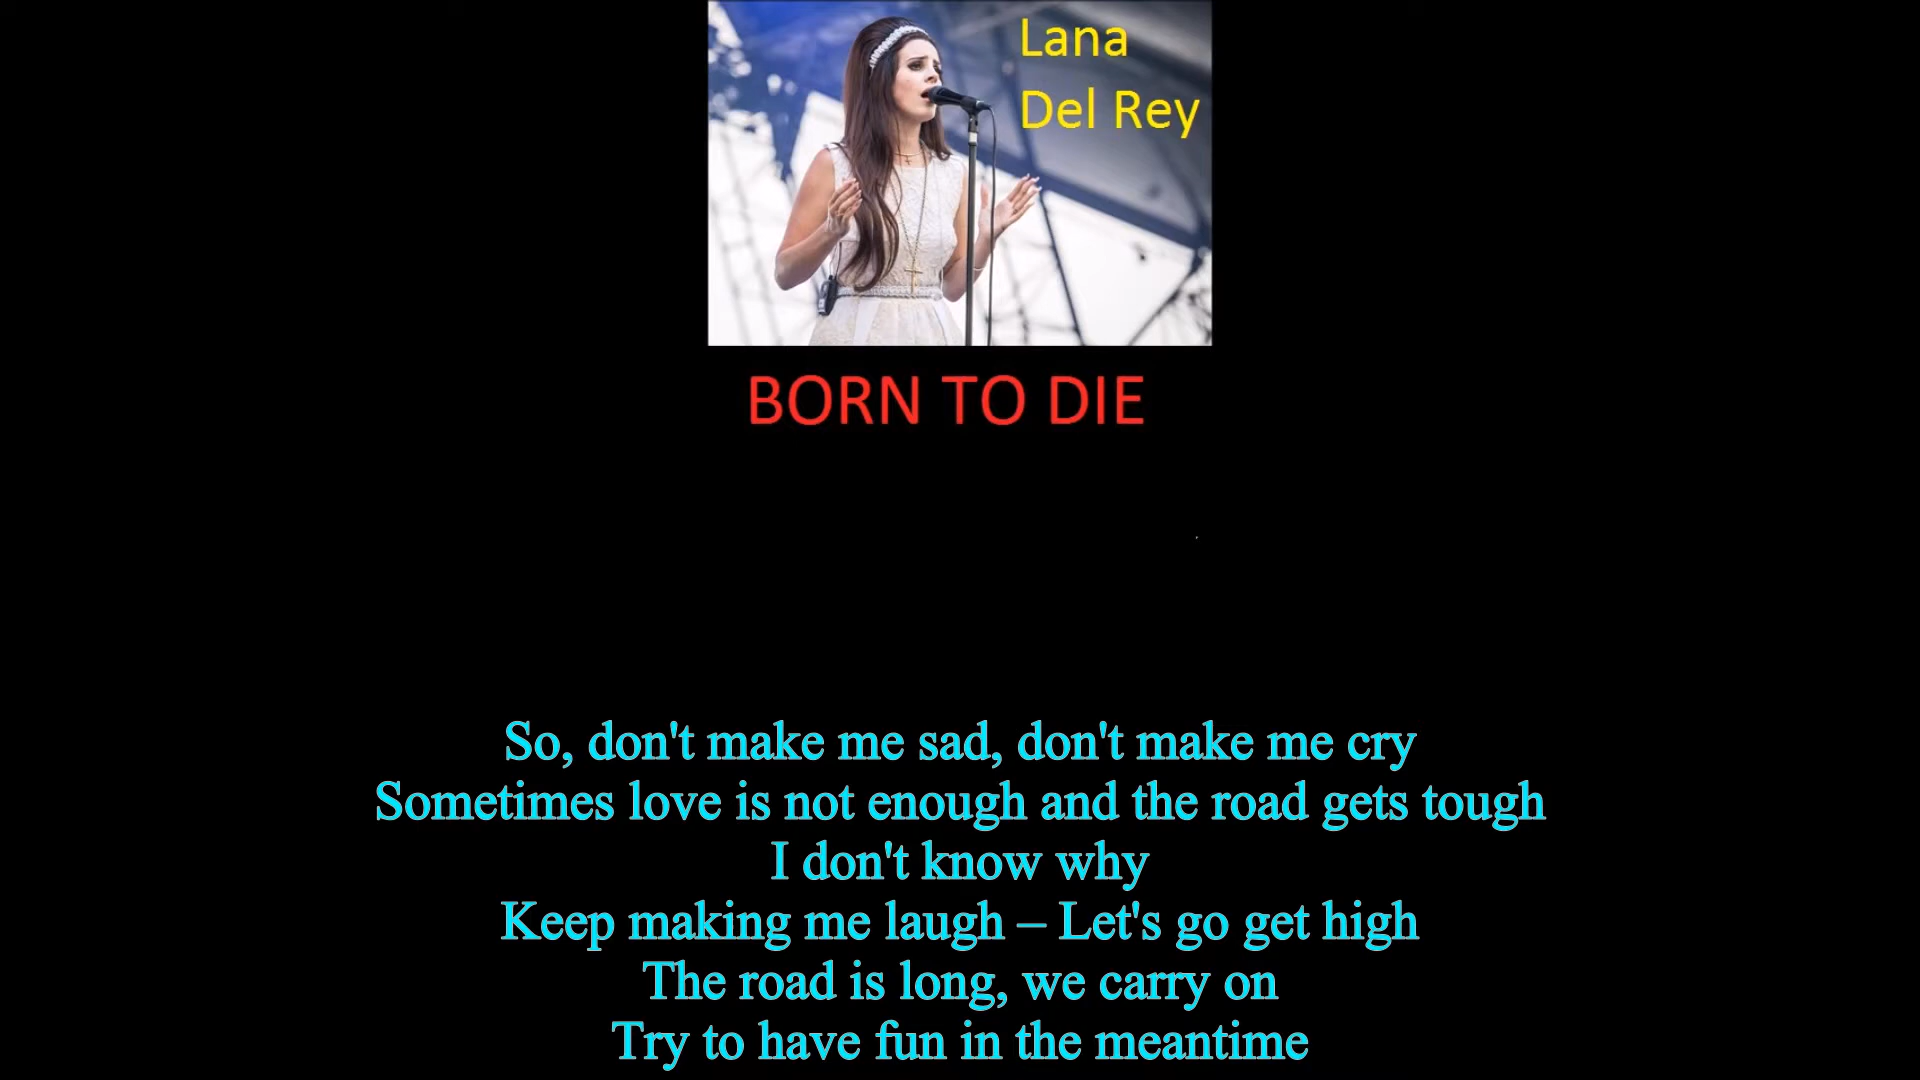 Lana
Del Rey
BORN TO DIE
So, don't make me sad, don't make me cry
Sometimes love is not enough and the road gets tough
I don't know why
Keep making me laugh – Let's go get high
The road is long, we carry on
Try to have fun in the meantime